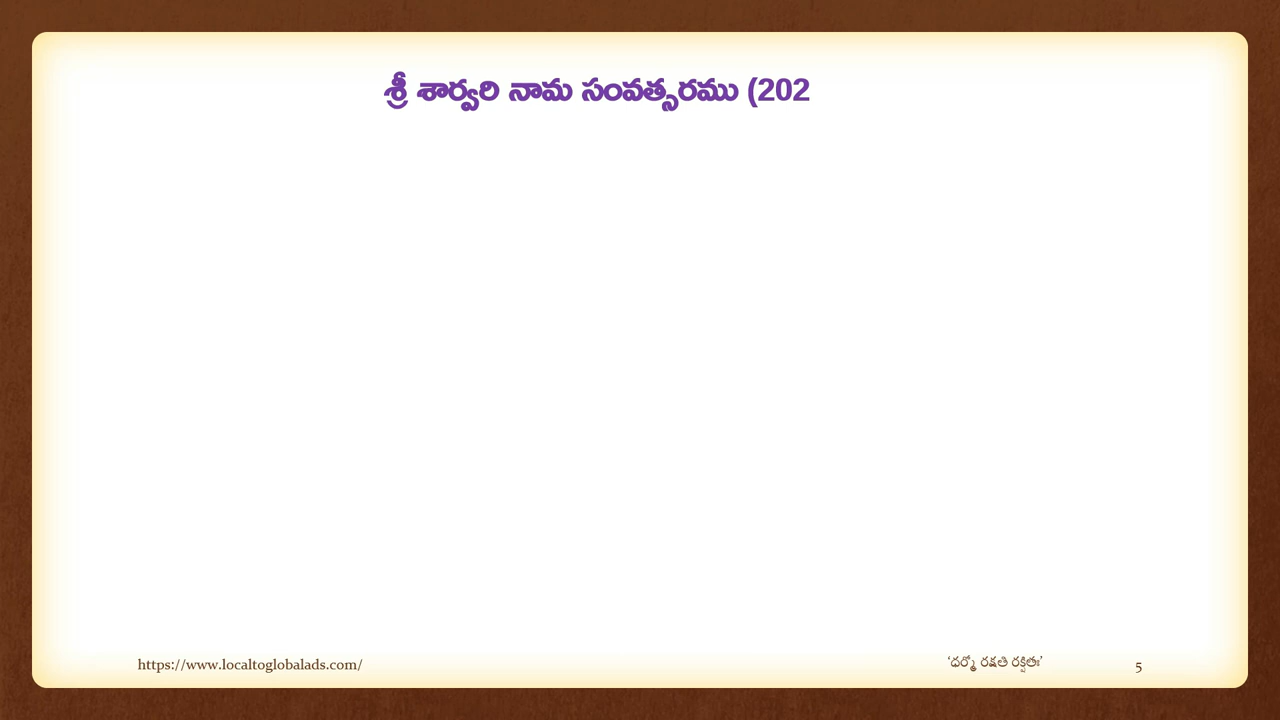 శ్రీ శార్వరి నామ సంవత్సరము (202
https://www.localtoglobalads.com/
‘ధర్మో రక్షతి రక్షితః’
5